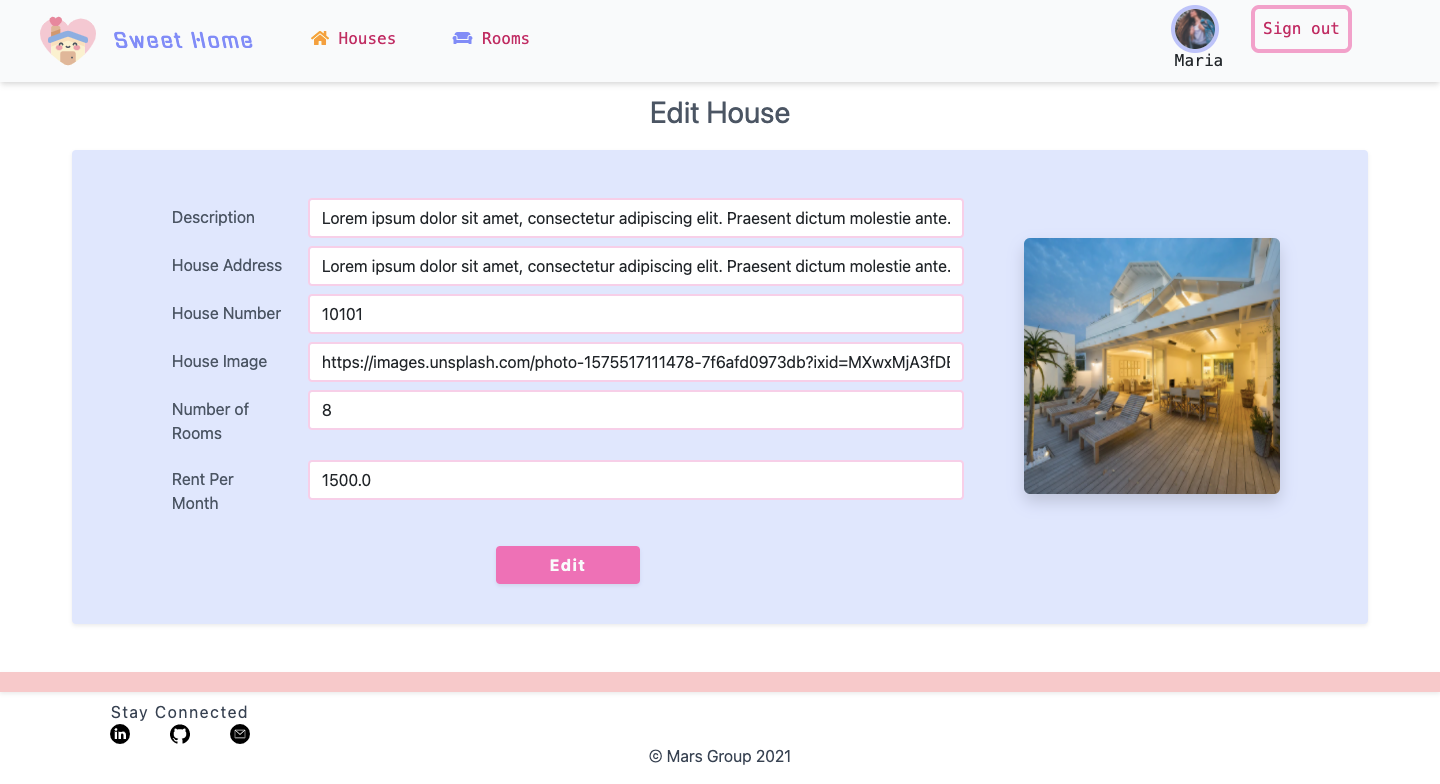 Sweet Home
Houses
Rooms
Maria
Sign out
Edit House
Description
Lorem ipsum dolor sit amet, consectetur adipiscing elit. Praesent dictum molestie ante.
House Address
Lorem ipsum dolor sit amet, consectetur adipiscing elit. Praesent dictum molestie ante.
House Number
10101
House Image
https://images.unsplash.com/photo-1575517111478-7f6afd0973db?ixid=MXwxMjA3fDE
Number of
Rooms
8
Rent Per
Month
1500.0
Edit
Stay Connected
in
© Mars Group 2021